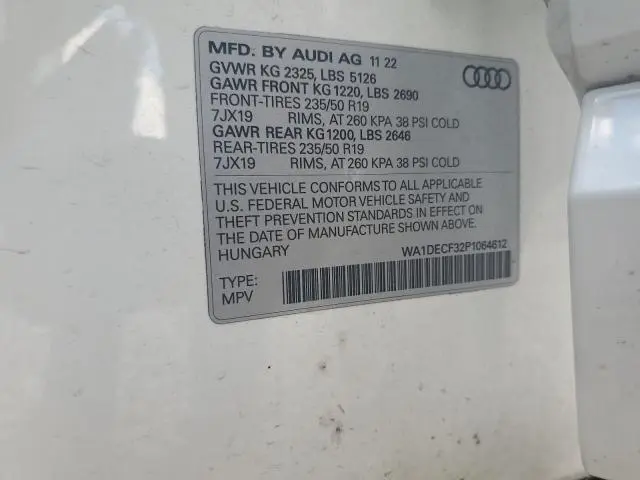 MFD. BY AUDI AG 11 22
GVWR KG 2325, LBS 5126
GAWR FRONT KG1220, LBS 2690
FRONT-TIRES 235/50 R19
7JX19 RIMS, AT 260 KPA 38 PSI COLD
GAWR REAR KG1200, LBS 2646
REAR-TIRES 235/50 R19
7JX19 RIMS, AT 260 KPA 38 PSI COLD
THIS VEHICLE CONFORMS TO ALL APPLICABLE
U.S. FEDERAL MOTOR VEHICLE SAFETY AND
THEFT PREVENTION STANDARDS IN EFFECT ON
THE DATE OF MANUFACTURE SHOWN ABOVE
HUNGARY WA1DECF32P1064612
TYPE:
MPV